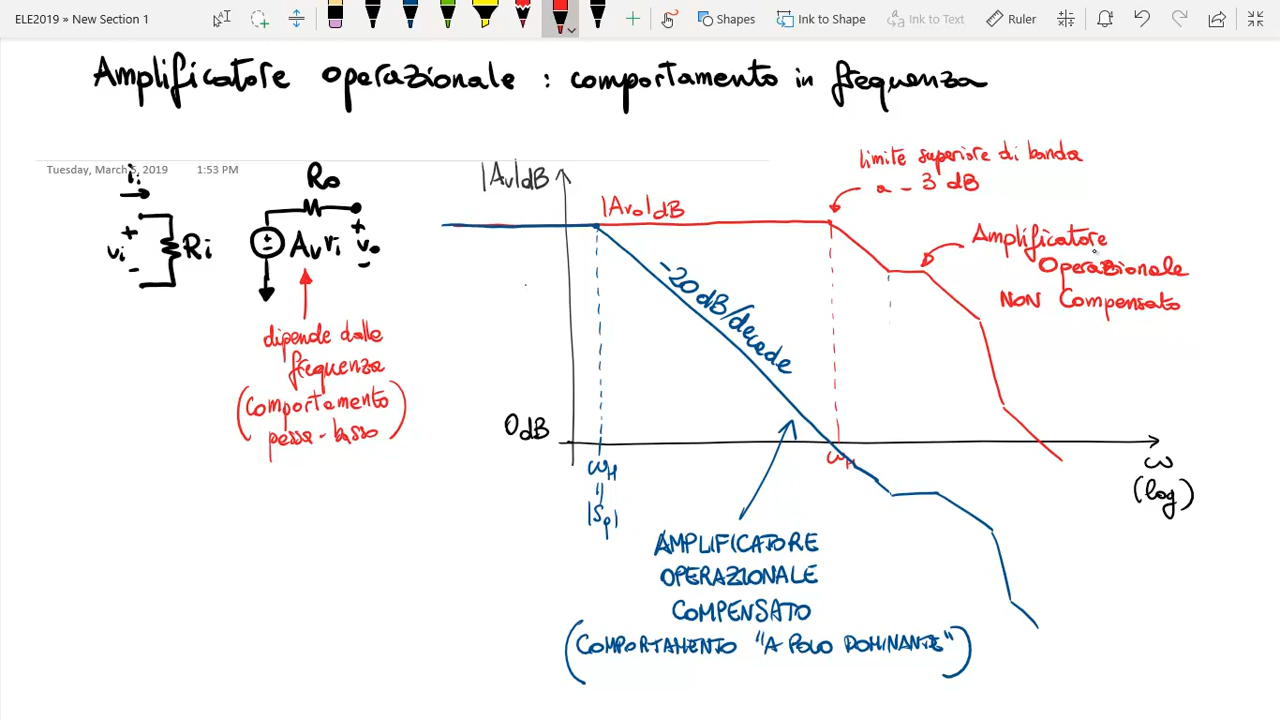 ELE2019 » New Section 1
Shapes
Ink to Shape
Ink to Text
Ruler
Amplificatore operazionale : comportamento in frequenza
Tuesday, March 5, 2019 1:53 PM
ii
Ro
vi
+
-
Ri
+
-
Av vi
+
vo
-
dipende dalla
frequenza
(comportamento
passa-basso)
|Av|dB
|Avo|dB
limite superiore di banda
a -3 dB
Amplificatore
Operazionale
NON Compensato
-20dB/decade
0dB
ωH
ω
(log)
ωH
=
|Sp|
AMPLIFICATORE
OPERAZIONALE
COMPENSATO
(COMPORTAMENTO "A POLO DOMINANTE")